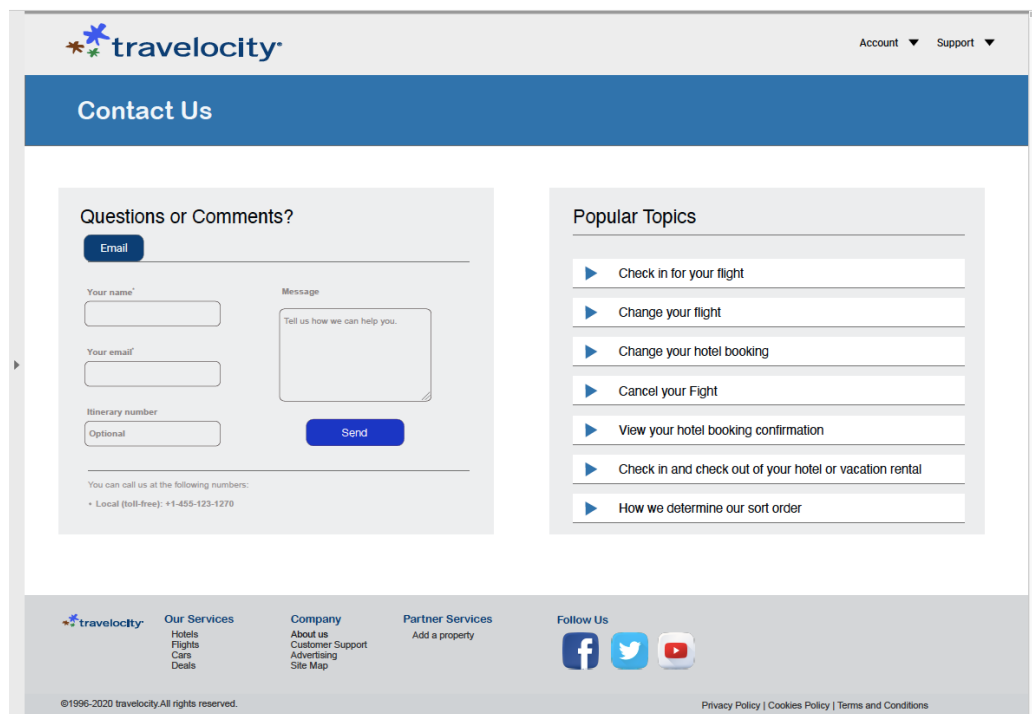 travelocity
Account Support
Contact Us
Questions or Comments?
Email
Your name*
Your email*
Itinerary number
Optional
Message
Tell us how we can help you.
Send
You can call us at the following numbers:
• Local (toll-free): +1-455-123-1270
Popular Topics
Check in for your flight
Change your flight
Change your hotel booking
Cancel your Fight
View your hotel booking confirmation
Check in and check out of your hotel or vacation rental
How we determine our sort order
travelocity
Our Services
Hotels
Flights
Cars
Deals
Company
About us
Customer Support
Advertising
Site Map
Partner Services
Add a property
Follow Us
f
©1996-2020 travelocity.All rights reserved.
Privacy Policy | Cookies Policy | Terms and Conditions